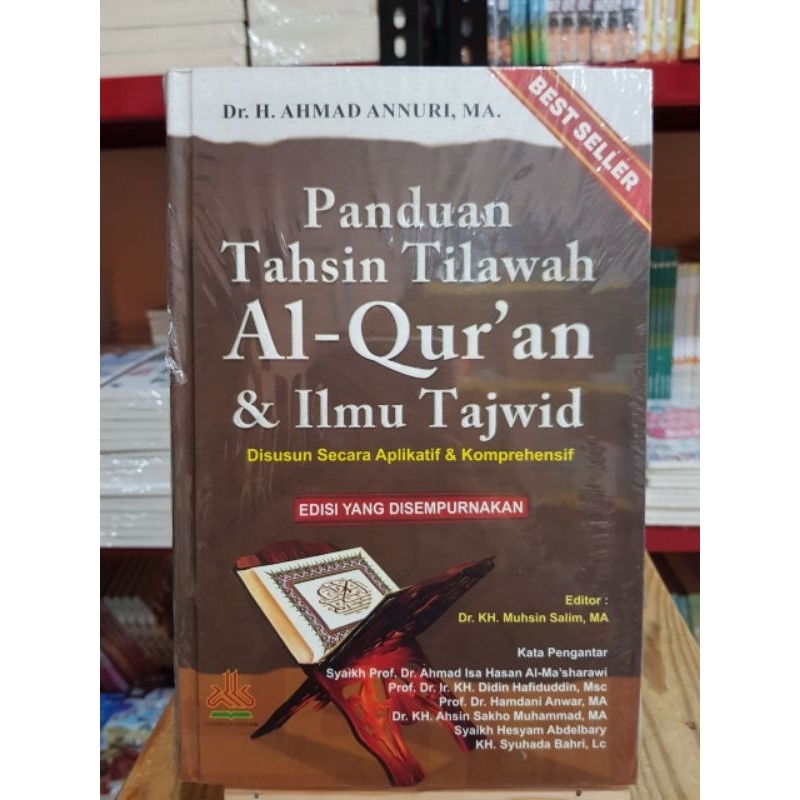 Dr. H. AHMAD ANNURI, MA.
BEST SELLER
Panduan
Tahsin Tilawah
Al-Qur'an
& Ilmu Tajwid
Disusun Secara Aplikatif & Komprehensif
EDISI YANG DISEMPURNAKAN
Editor :
Dr. KH. Muhsin Salim, MA
Kata Pengantar
Syaikh Prof. Dr. Ahmad Isa Hasan Al-Ma'sharawi
Prof. Dr. Ir. KH. Didin Hafiduddin, Msc
Prof. Dr. Hamdani Anwar, MA
Dr. KH. Ahsin Sakho Muhammad, MA
Syaikh Hesyam Abdelbary
KH. Syuhada Bahri, Lc